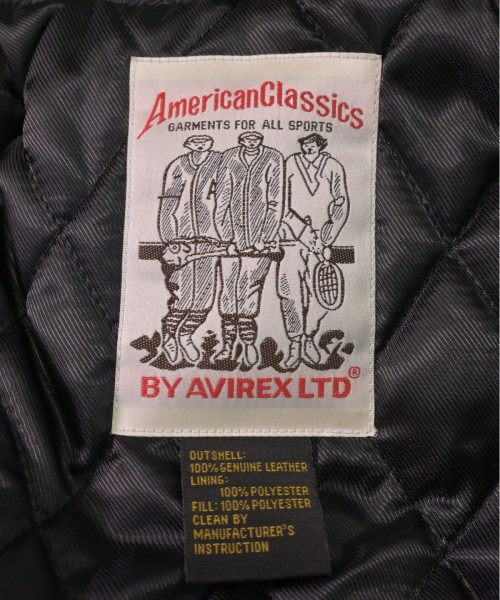 AmericanClassics
GARMENTS FOR ALL SPORTS
A
BY AVIREX LTD®
OUTSHELL:
100% GENUINE LEATHER
LINING:
100% POLYESTER
FILL: 100% POLYESTER
CLEAN BY
MANUFACTURER'S
INSTRUCTION